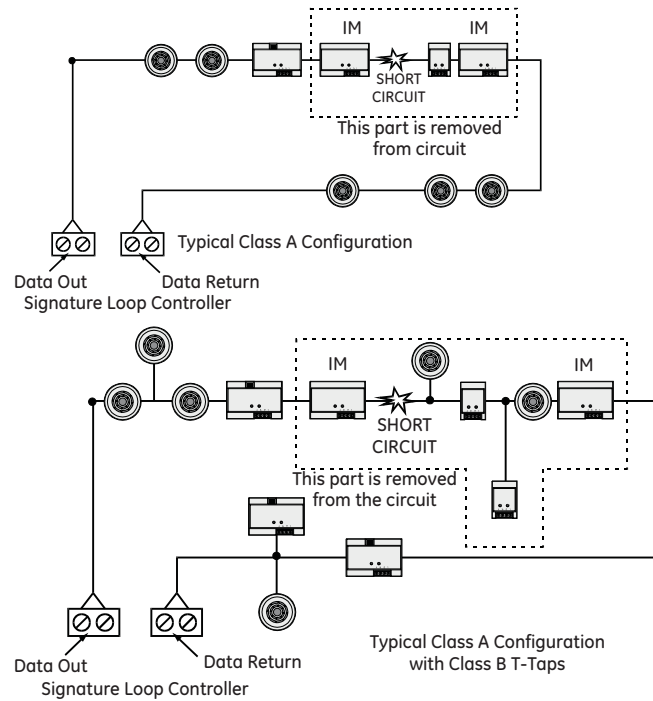 IM
IM
SHORT
CIRCUIT
This part is removed
from circuit
Typical Class A Configuration
Data Out
Data Return
Signature Loop Controller
IM
IM
SHORT
CIRCUIT
This part is removed
from the circuit
Typical Class A Configuration
with Class B T-Taps
Data Out
Data Return
Signature Loop Controller